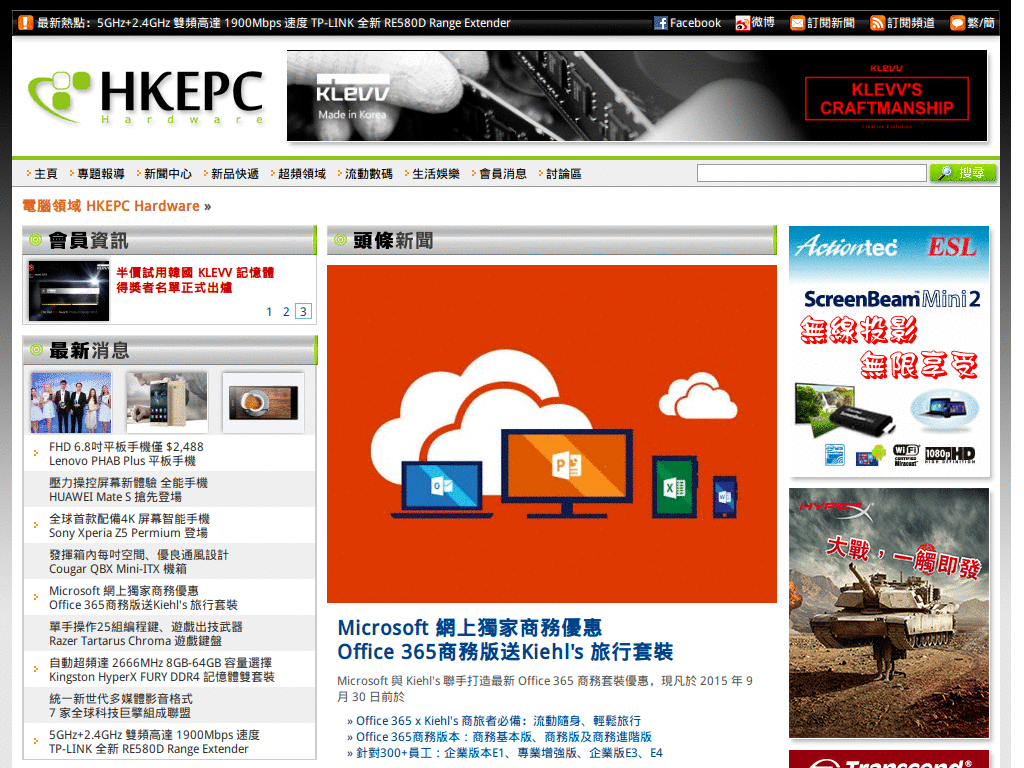 最新熱點：5GHz+2.4GHz 雙頻高達 1900Mbps 速度 TP-LINK 全新 RE580D Range Extender
Facebook
微博
訂閱新聞
訂閱頻道
繁/簡
HKEPC
Hardware
KLEVV
Made in Korea
KLEVV
KLEVV'S
CRAFTMANSHIP
主頁
專題報導
新聞中心
新品快遞
超頻領域
流動數碼
生活娛樂
會員消息
討論區
搜尋
電腦領域 HKEPC Hardware »
會員資訊
半價試用韓國 KLEVV 記憶體
得獎者名單正式出爐
1 2 3
最新消息
FHD 6.8吋平板手機僅 $2,488
Lenovo PHAB Plus 平板手機
壓力操控屏幕新體驗 全能手機
HUAWEI Mate S 搶先登場
全球首款配備4K 屏幕智能手機
Sony Xperia Z5 Permium 登場
發揮箱內每吋空間、優良通風設計
Cougar QBX Mini-ITX 機箱
Microsoft 網上獨家商務優惠
Office 365商務版送Kiehl's 旅行套裝
單手操作25組編程鍵、遊戲出技武器
Razer Tartarus Chroma 遊戲鍵盤
自動超頻達 2666MHz 8GB-64GB 容量選擇
Kingston HyperX FURY DDR4 記憶體雙套裝
統一新世代多媒體影音格式
7 家全球科技巨擘組成聯盟
5GHz+2.4GHz 雙頻高達 1900Mbps 速度
TP-LINK 全新 RE580D Range Extender
頭條新聞
Microsoft 網上獨家商務優惠
Office 365商務版送Kiehl's 旅行套裝
Microsoft 與 Kiehl's 聯手打造最新 Office 365 商務套裝優惠，現凡於 2015 年 9
月 30 日前於
» Office 365 x Kiehl's 商旅者必備：流動隨身、輕鬆旅行
» Office 365商務版本：商務基本版、商務版及商務進階版
» 針對300+員工：企業版本E1、專業增強版、企業版E3、E4
Actiontec
ESL
ScreenBeam Mini 2
無線投影
無限享受
WiFi
CERTIFIED
Miracast
1080p HD
HIGH DEFINITION
HYPERX
大戰，一觸即發
Transcend®